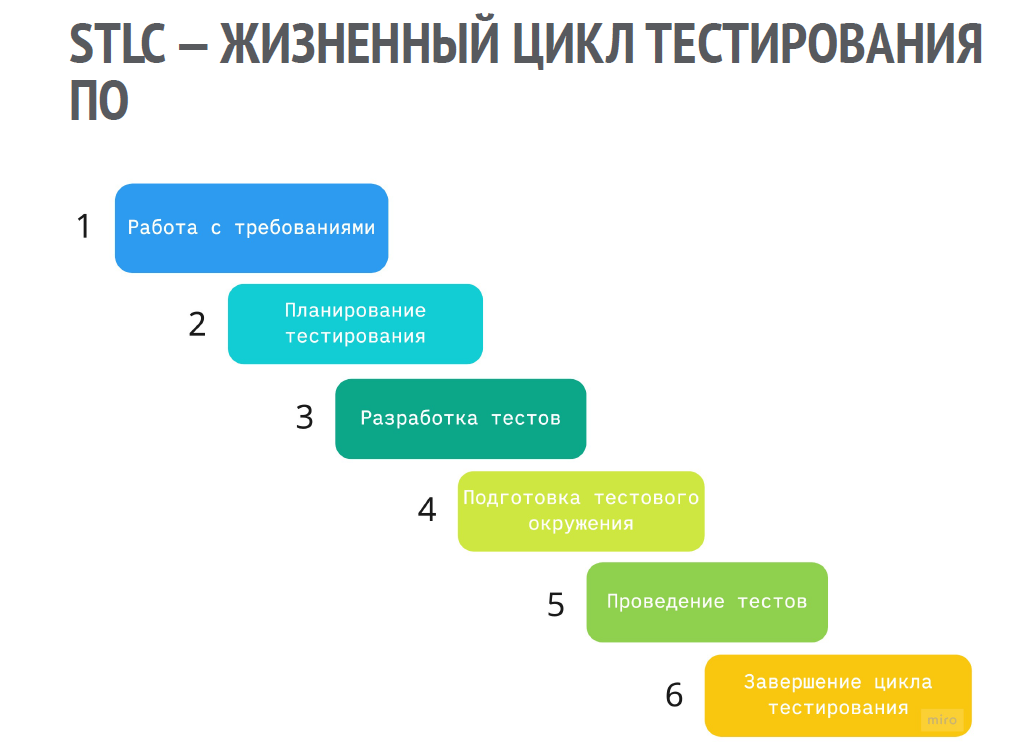 STLC — ЖИЗНЕННЫЙ ЦИКЛ ТЕСТИРОВАНИЯ
ПО
1
Работа с требованиями
2
Планирование
тестирования
3
Разработка тестов
4
Подготовка тестового
окружения
5
Проведение тестов
6
Завершение цикла
тестирования
miro